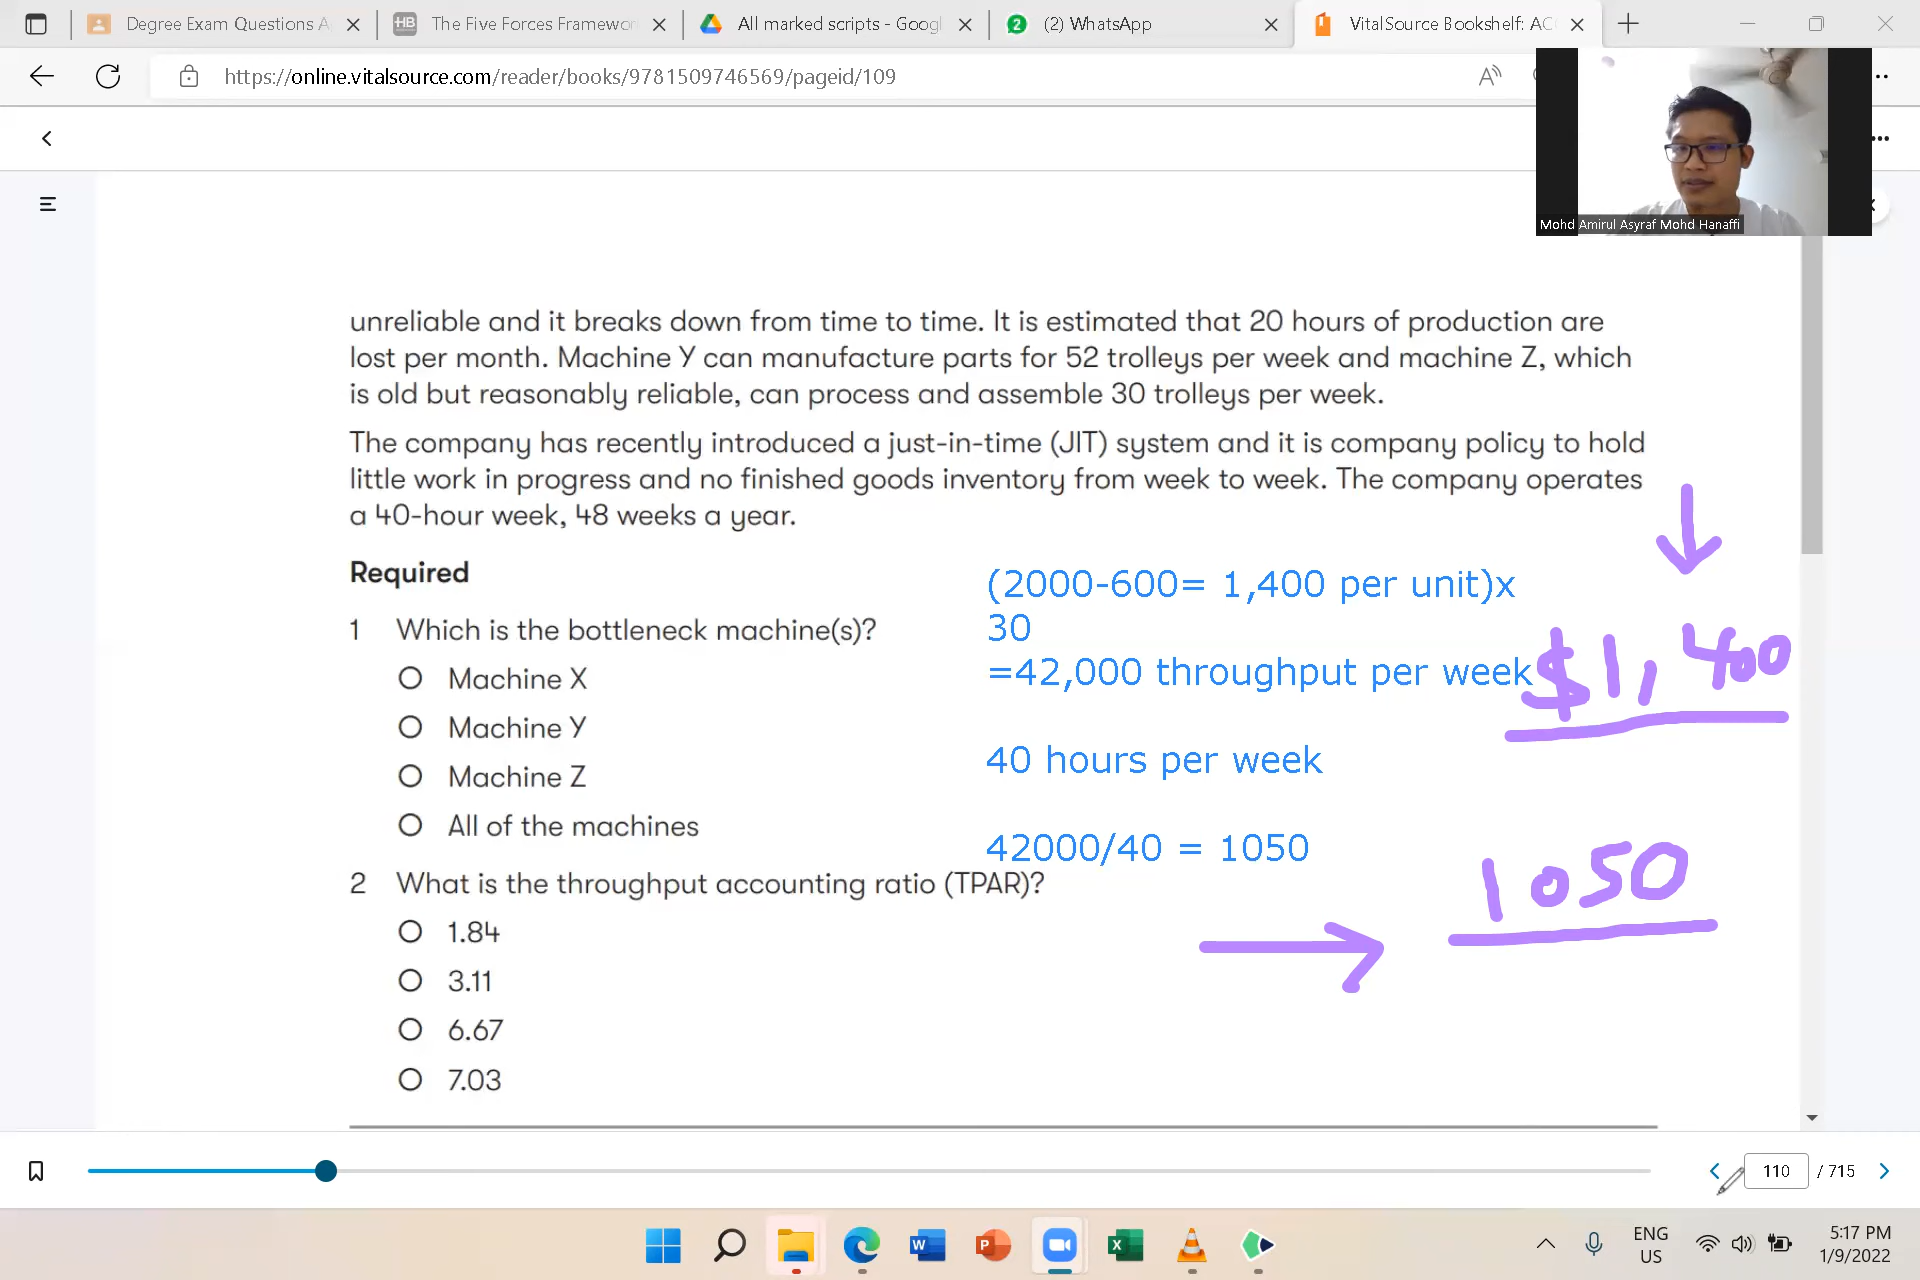 Degree Exam Questions A
HB
The Five Forces Framewor
All marked scripts - Googl
2
(2) WhatsApp
VitalSource Bookshelf: AC
https://online.vitalsource.com/reader/books/9781509746569/pageid/109
Mohd Amirul Asyraf Mohd Hanaffi
unreliable and it breaks down from time to time. It is estimated that 20 hours of production are
lost per month. Machine Y can manufacture parts for 52 trolleys per week and machine Z, which
is old but reasonably reliable, can process and assemble 30 trolleys per week.
The company has recently introduced a just-in-time (JIT) system and it is company policy to hold
little work in progress and no finished goods inventory from week to week. The company operates
a 40-hour week, 48 weeks a year.
Required
1 Which is the bottleneck machine(s)?
Machine X
Machine Y
Machine Z
All of the machines
2 What is the throughput accounting ratio (TPAR)?
1.84
3.11
6.67
7.03
(2000-600= 1,400 per unit)x
30
=42,000 throughput per week
40 hours per week
42000/40 = 1050
$1,400
1050
110 / 715
W
P
X
ENG
US
5:17 PM
1/9/2022